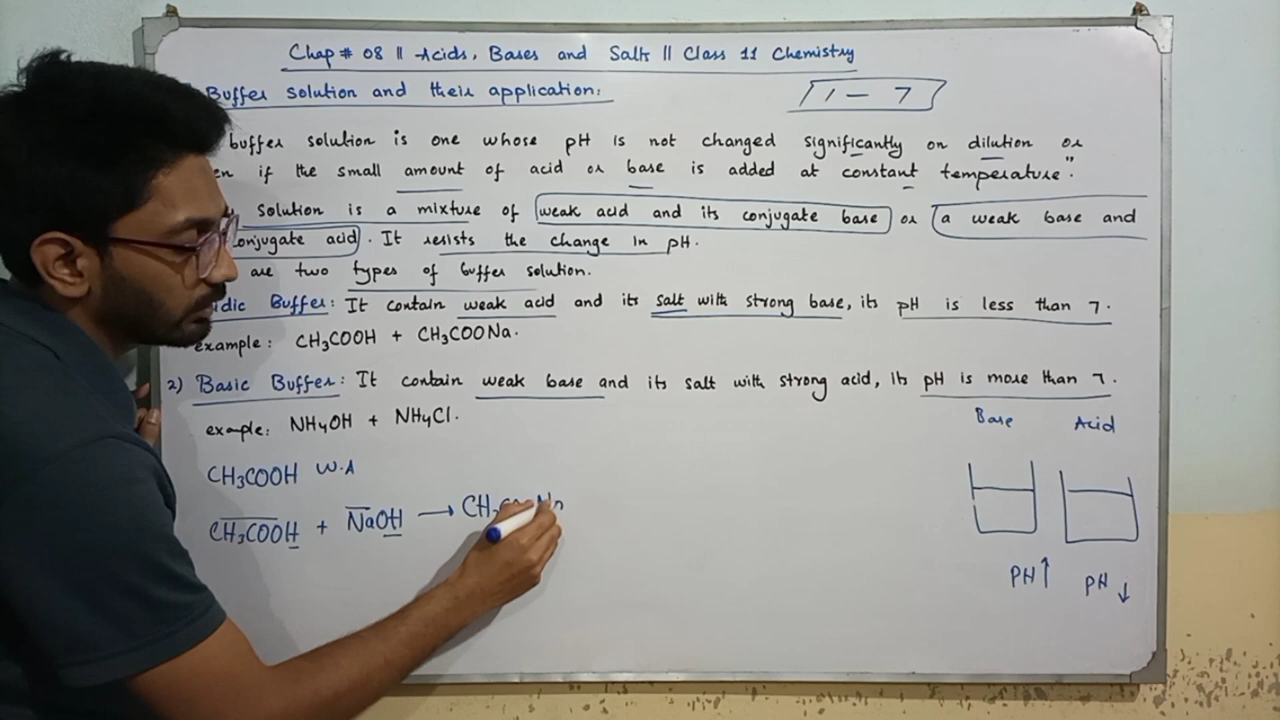 Chap # 08 || Acids, Bases and Salts || Class 11 Chemistry
Buffer solution and their application:
1 - 7
buffer solution is one whose pH is not changed significantly on dilution or
if the small amount of acid or base is added at constant temperature".
Solution is a mixture of weak acid and its conjugate base or a weak base and
conjugate acid. It resists the change in pH.
are two types of buffer solution.
Buffer: It contain weak acid and its salt with strong base, its pH is less than 7.
example: CH3COOH + CH3COONa.
2) Basic Buffer: It contain weak base and its salt with strong acid, its pH is more than 7.
example: NH4OH + NH4Cl.
Base Acid
CH3COOH W.A
CH3COOH + NaOH ⟶
PH↑ PH↓